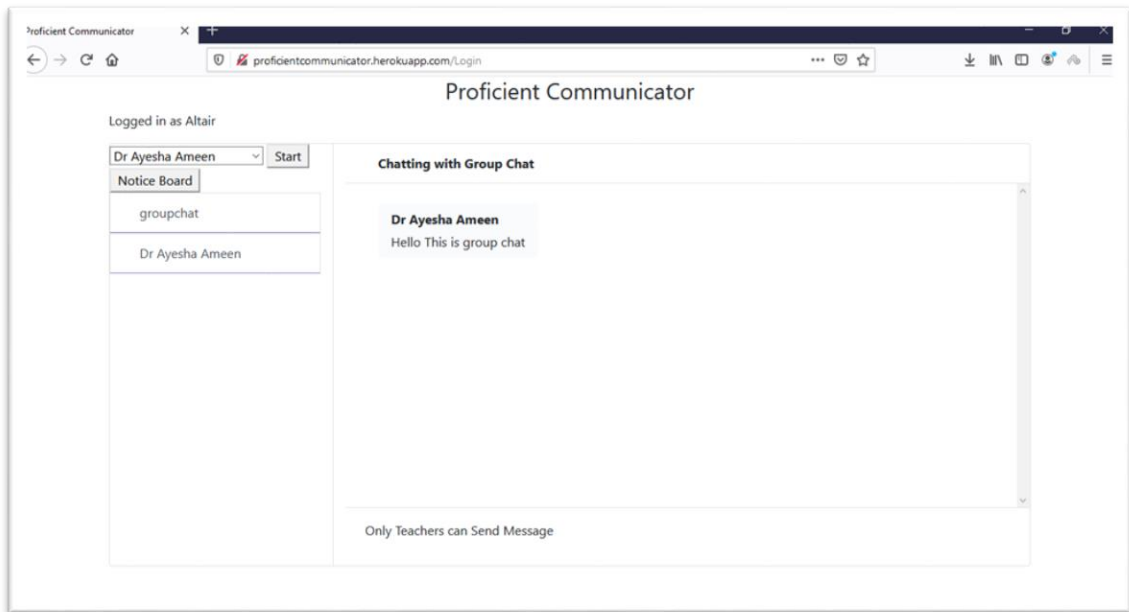 Proficient Communicator
proficientcommunicator.herokuapp.com/Login
Proficient Communicator
Logged in as Altair
Dr Ayesha Ameen Start
Notice Board
groupchat
Dr Ayesha Ameen
Chatting with Group Chat
Dr Ayesha Ameen
Hello This is group chat
Only Teachers can Send Message